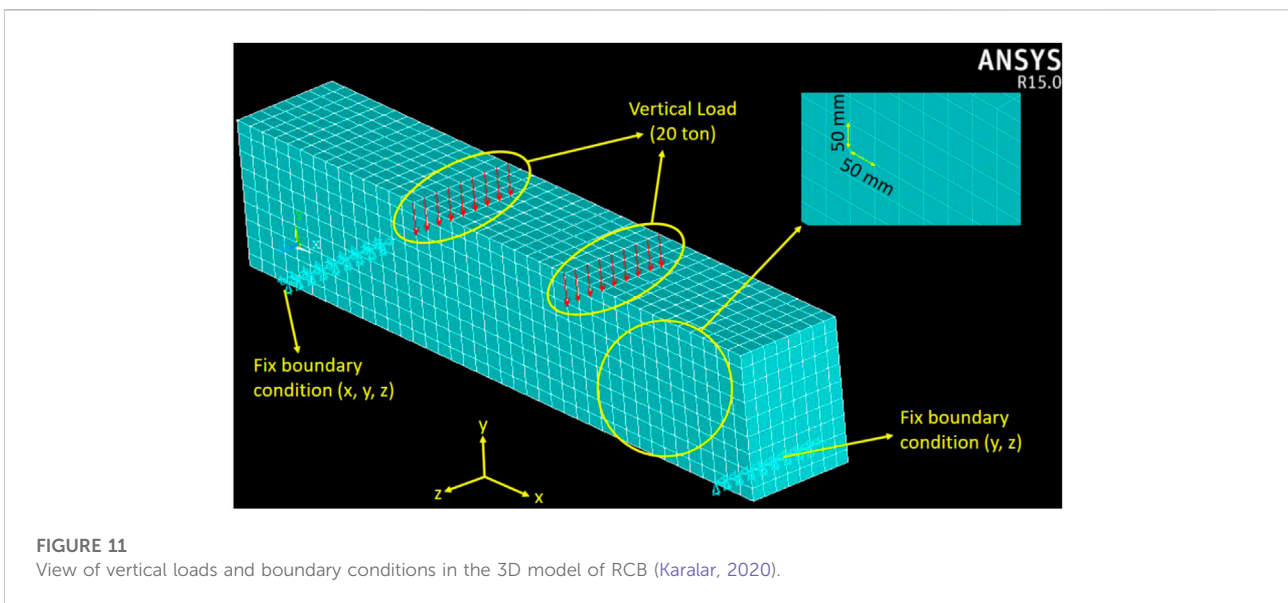 ANSYS
R15.0
Vertical Load
(20 ton)
50 mm
50 mm
Fix boundary
condition (x, y, z)
Fix boundary
condition (y, z)
y
z
x
FIGURE 11
View of vertical loads and boundary conditions in the 3D model of RCB (Karalar, 2020).